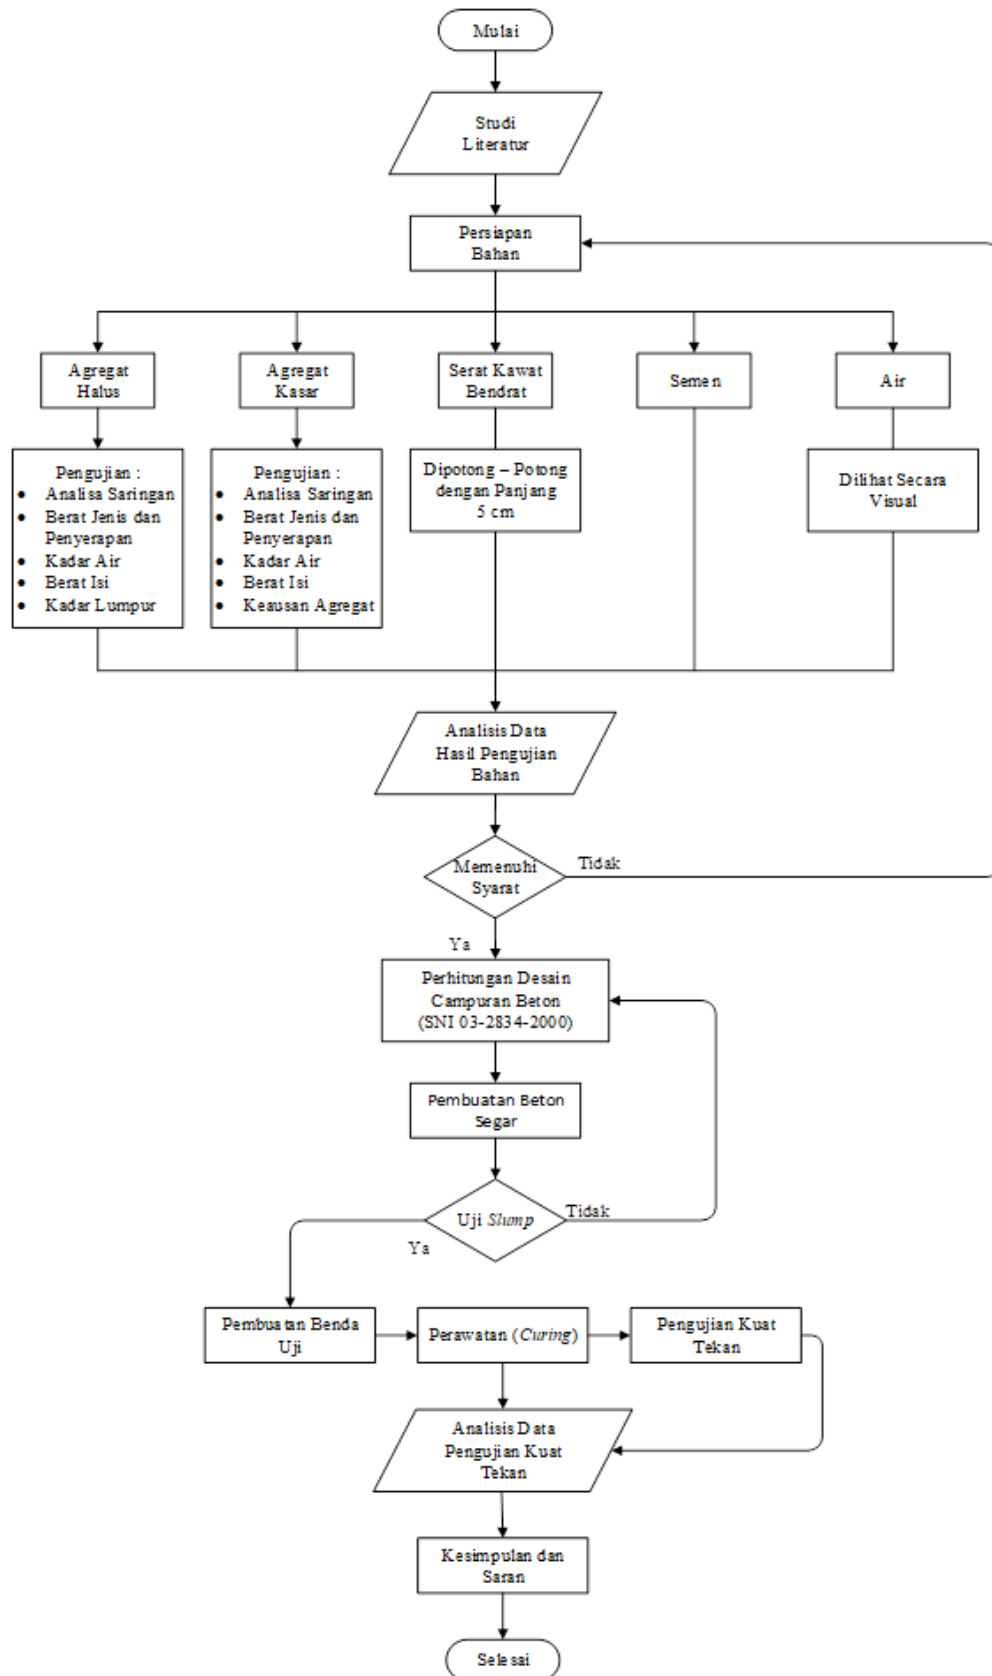 Mulai
Studi
Literatur
Persiapan
Bahan
Agregat
Halus
Agregat
Kasar
Serat Kawat
Bendrat
Semen
Air
Pengujian :
• Analisa Saringan
• Berat Jenis dan
Penyerapan
• Kadar Air
• Berat Isi
• Kadar Lumpur
Pengujian :
• Analisa Saringan
• Berat Jenis dan
Penyerapan
• Kadar Air
• Berat Isi
• Keausan Agregat
Dipotong – Potong
dengan Panjang
5 cm
Dilihat Secara
Visual
Analisis Data
Hasil Pengujian
Bahan
Memenuhi
Syarat
Tidak
Ya
Perhitungan Desain
Campuran Beton
(SNI 03-2834-2000)
Pembuatan Beton
Segar
Uji Slump
Tidak
Ya
Pembuatan Benda
Uji
Perawatan (Curing)
Pengujian Kuat
Tekan
Analisis Data
Pengujian Kuat
Tekan
Kesimpulan dan
Saran
Selesai